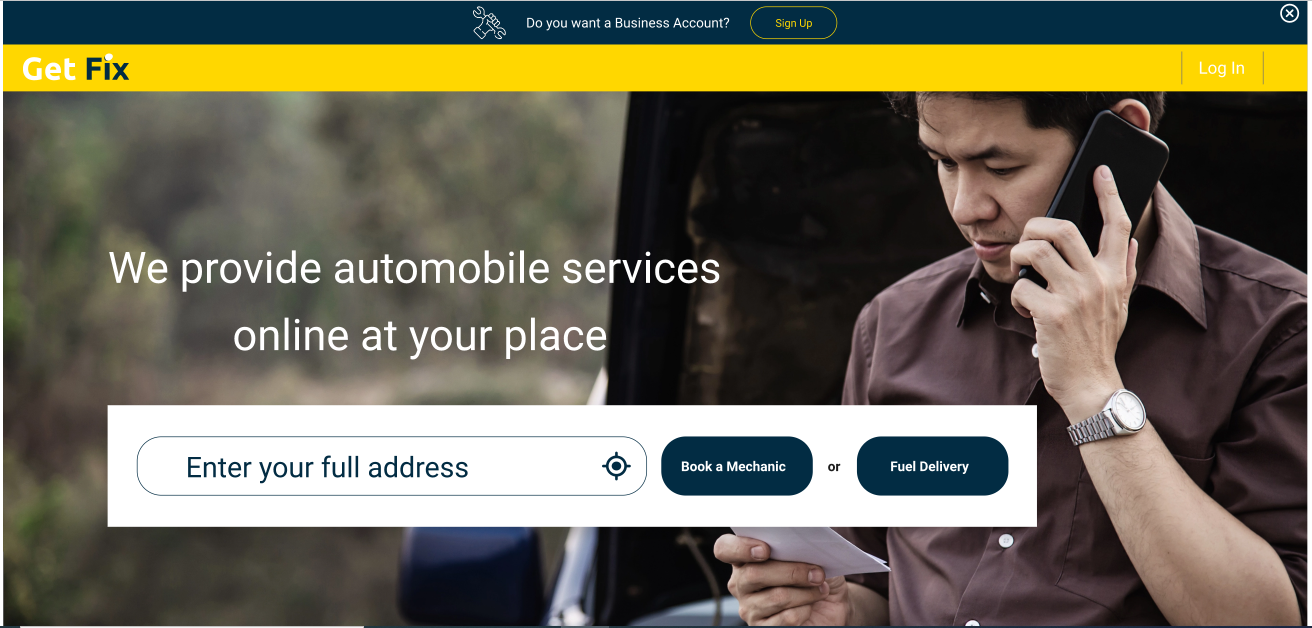 Do you want a Business Account?
Sign Up
Get Fix
Log In
We provide automobile services
online at your place
Enter your full address
Book a Mechanic
or
Fuel Delivery